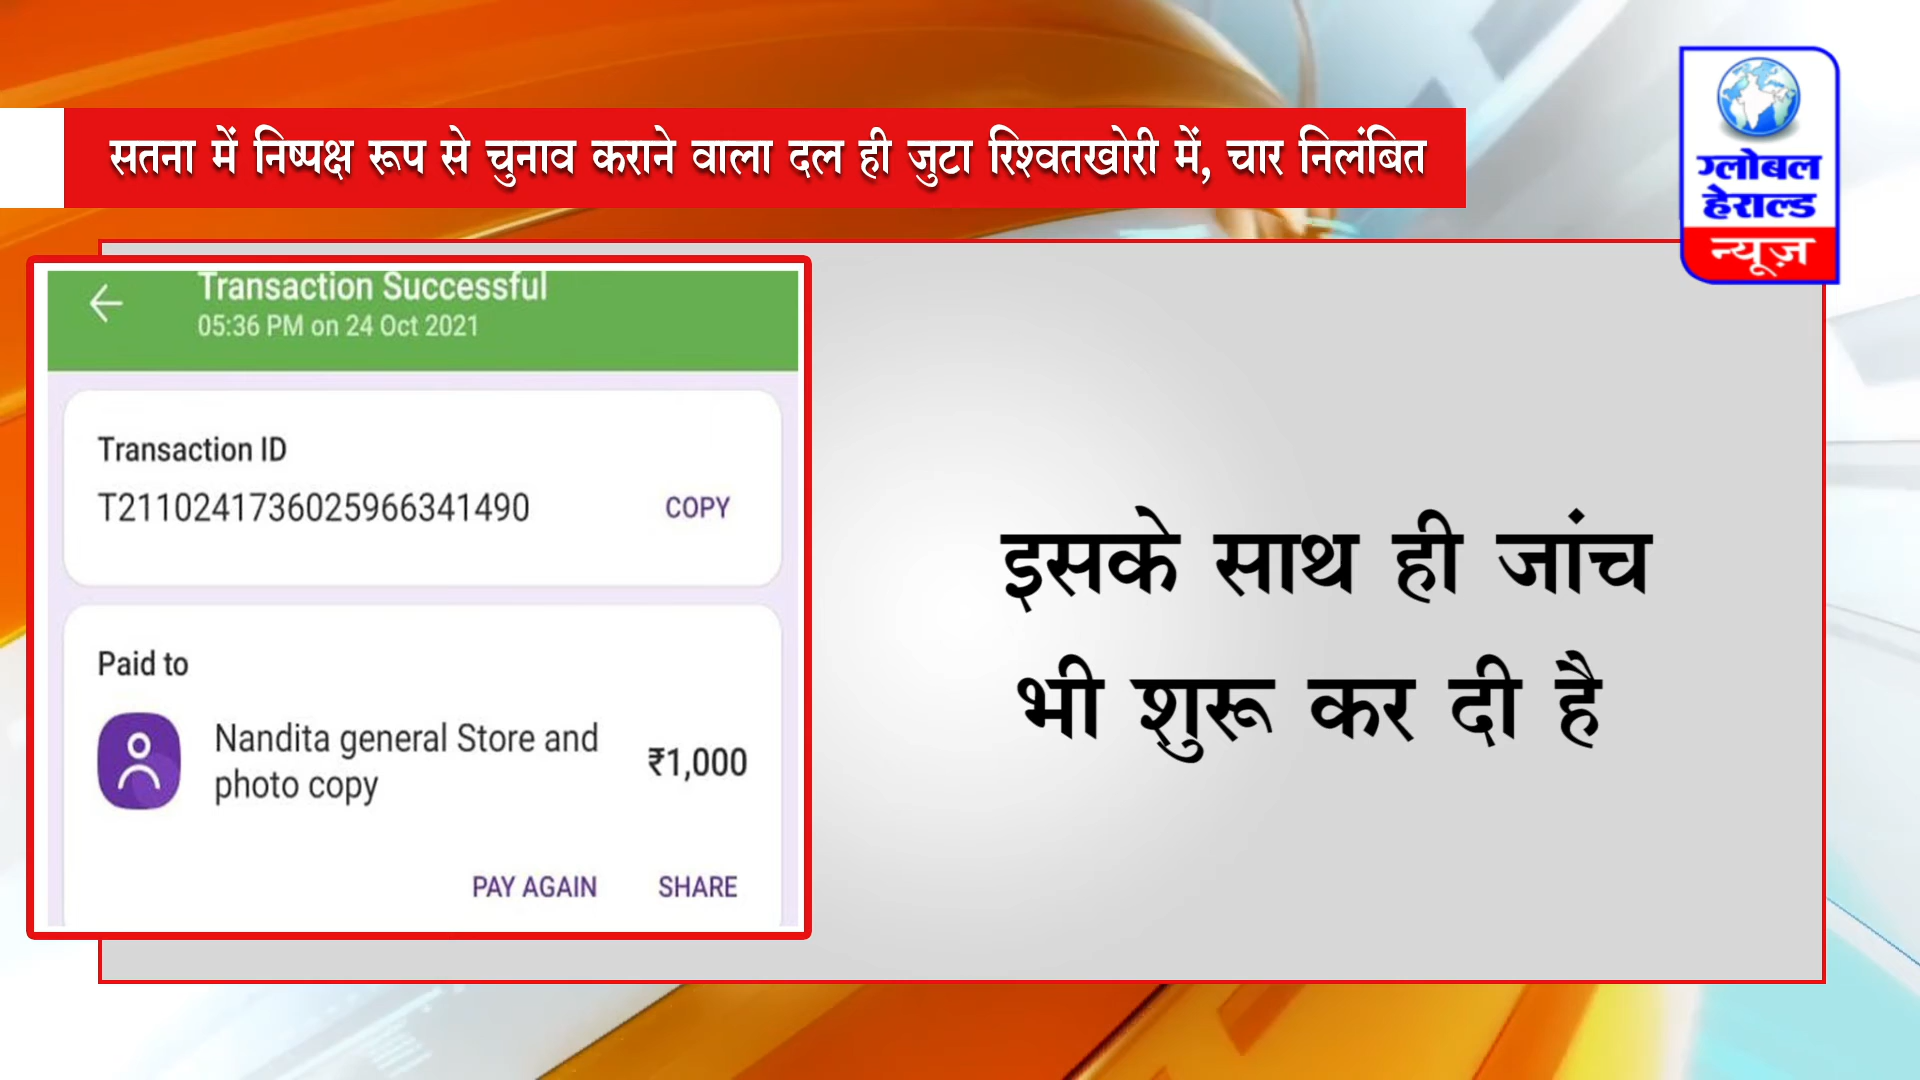 सतना में निष्पक्ष रूप से चुनाव कराने वाला दल ही जुटा रिश्वतखोरी में, चार निलंबित
ग्लोबल
हेराल्ड
न्यूज़
Transaction Successful
05:36 PM on 24 Oct 2021
Transaction ID
T2110241736025966341490
COPY
Paid to
Nandita general Store and
photo copy
₹1,000
PAY AGAIN
SHARE
इसके साथ ही जांच
भी शुरू कर दी है